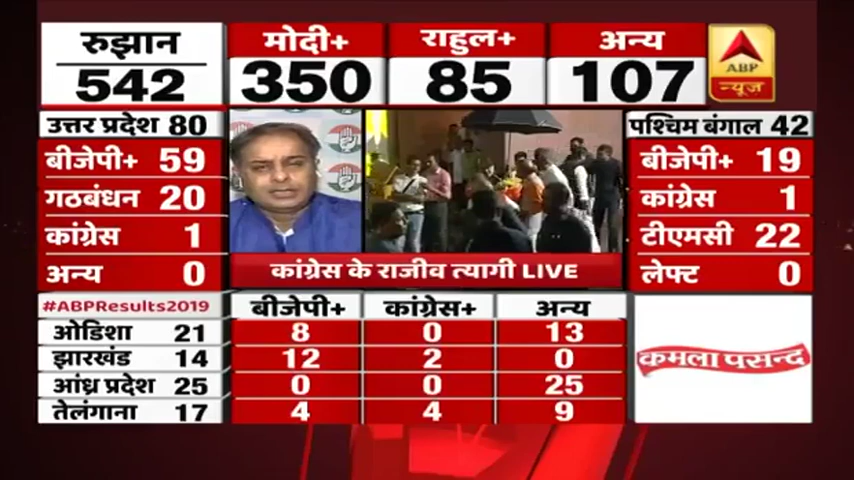 रुझान
542
मोदी+
350
राहुल+
85
अन्य
107
ABP
न्यूज़
उत्तर प्रदेश 80
बीजेपी+ 59
गठबंधन 20
कांग्रेस 1
अन्य 0
पश्चिम बंगाल 42
बीजेपी+ 19
कांग्रेस 1
टीएमसी 22
लेफ्ट 0
कांग्रेस के राजीव त्यागी LIVE
#ABPResults2019 बीजेपी+ कांग्रेस+ अन्य
ओडिशा 21 8 0 13
झारखंड 14 12 2 0
आंध्र प्रदेश 25 0 0 25
तेलंगाना 17 4 4 9
कमला पसन्द